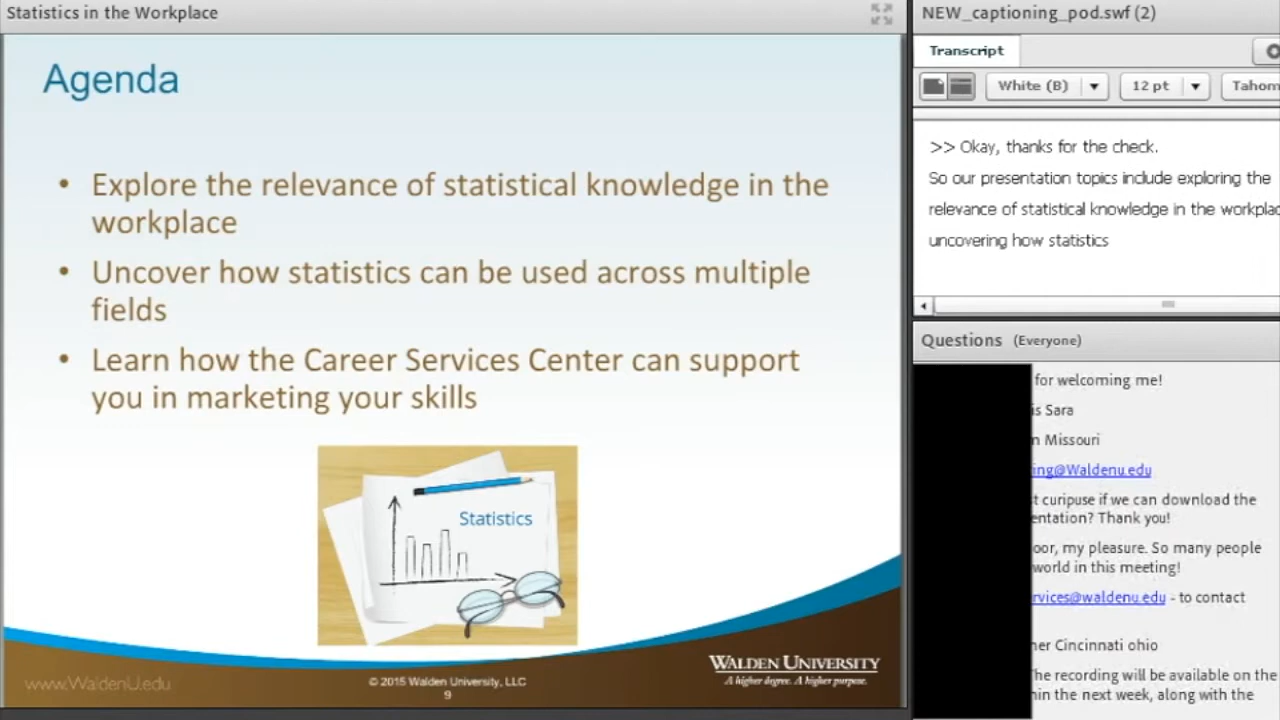 Statistics in the Workplace
Agenda
• Explore the relevance of statistical knowledge in the
workplace
• Uncover how statistics can be used across multiple
fields
• Learn how the Career Services Center can support
you in marketing your skills
Statistics
www.WaldenU.edu
© 2015 Walden University, LLC
9
WALDEN UNIVERSITY
A higher degree. A higher purpose.
NEW_captioning_pod.swf (2)
Transcript
White (B)
12 pt
Tahom
>> Okay, thanks for the check.
So our presentation topics include exploring the
relevance of statistical knowledge in the workplac
uncovering how statistics
Questions (Everyone)
for welcoming me!
is Sara
n Missouri
ing@Waldenu.edu
t curipuse if we can download the
entation? Thank you!
oor, my pleasure. So many people
world in this meeting!
rvices@waldenu.edu - to contact
her Cincinnati ohio
The recording will be available on the
hin the next week, along with the